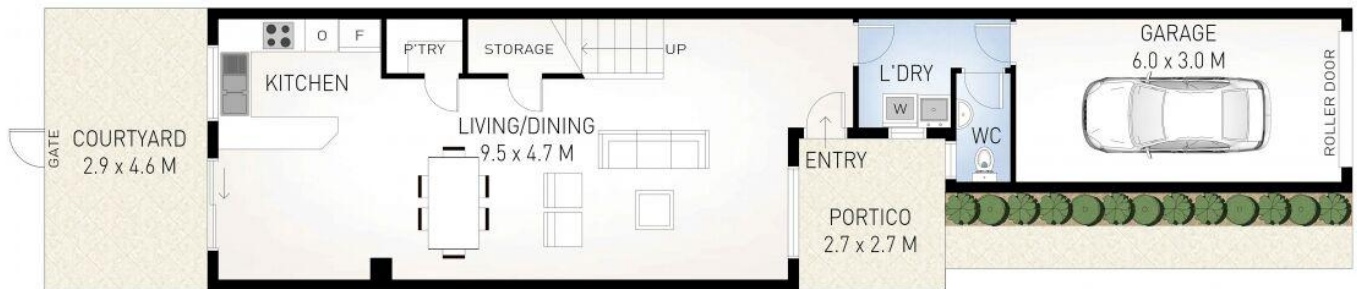 GATE
COURTYARD
2.9 x 4.6 M
O
F
KITCHEN
P'TRY
STORAGE
UP
LIVING/DINING
9.5 x 4.7 M
ENTRY
PORTICO
2.7 x 2.7 M
L'DRY
W
WC
GARAGE
6.0 x 3.0 M
ROLLER DOOR